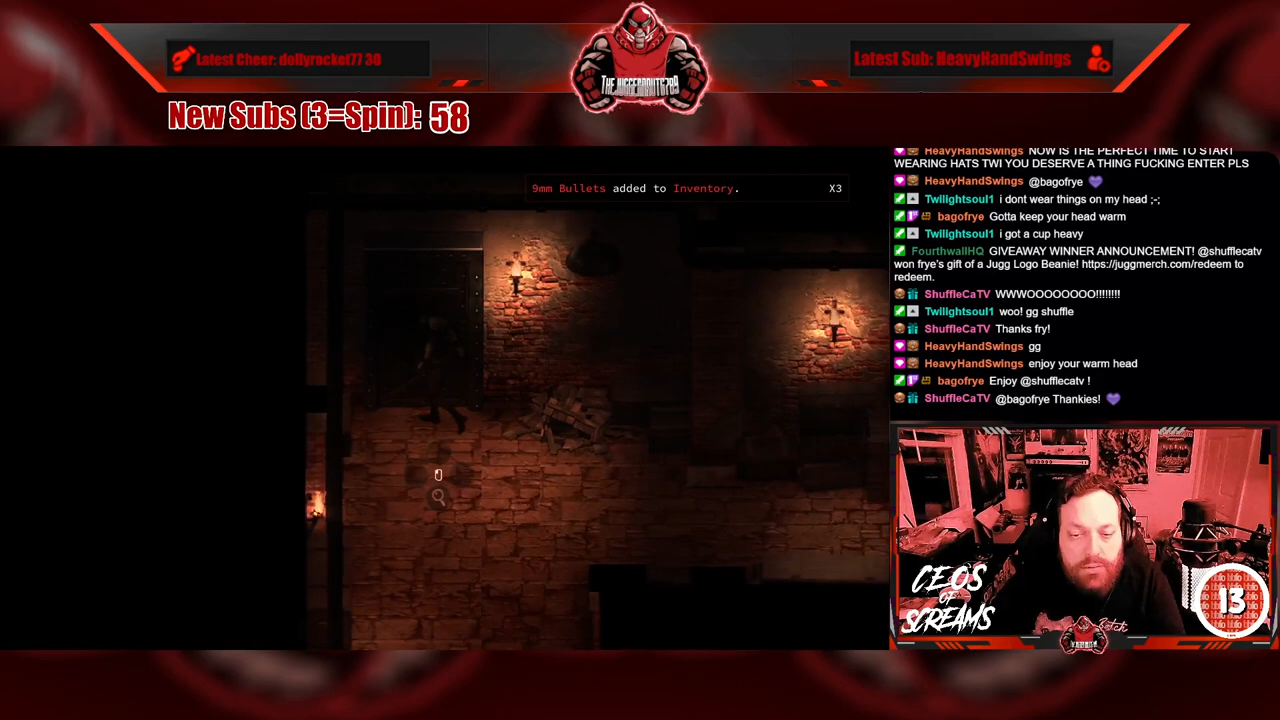 Latest Cheer: dollyrocket77 30
THEJUGGERNAUT6789
Latest Sub: HeavyHandSwings
New Subs (3=Spin): 58
9mm Bullets added to Inventory. X3
HeavyHandSwings NOW IS THE PERFECT TIME TO START
WEARING HATS TWI YOU DESERVE A THING FUCKING ENTER PLS
HeavyHandSwings @bagofrye
Twilightsoul1 i dont wear things on my head ;-;
bagofrye Gotta keep your head warm
Twilightsoul1 i got a cup heavy
FourthwallHQ GIVEAWAY WINNER ANNOUNCEMENT! @shufflecatv
won frye's gift of a Jugg Logo Beanie! https://juggmerch.com/redeem to
redeem.
ShuffleCaTV WWWOOOOOOOO!!!!!!!!
Twilightsoul1 woo! gg shuffle
ShuffleCaTV Thanks fry!
HeavyHandSwings gg
HeavyHandSwings enjoy your warm head
bagofrye Enjoy @shufflecatv !
ShuffleCaTV @bagofrye Thankies!
CEOS
OF
SCREAMS
13